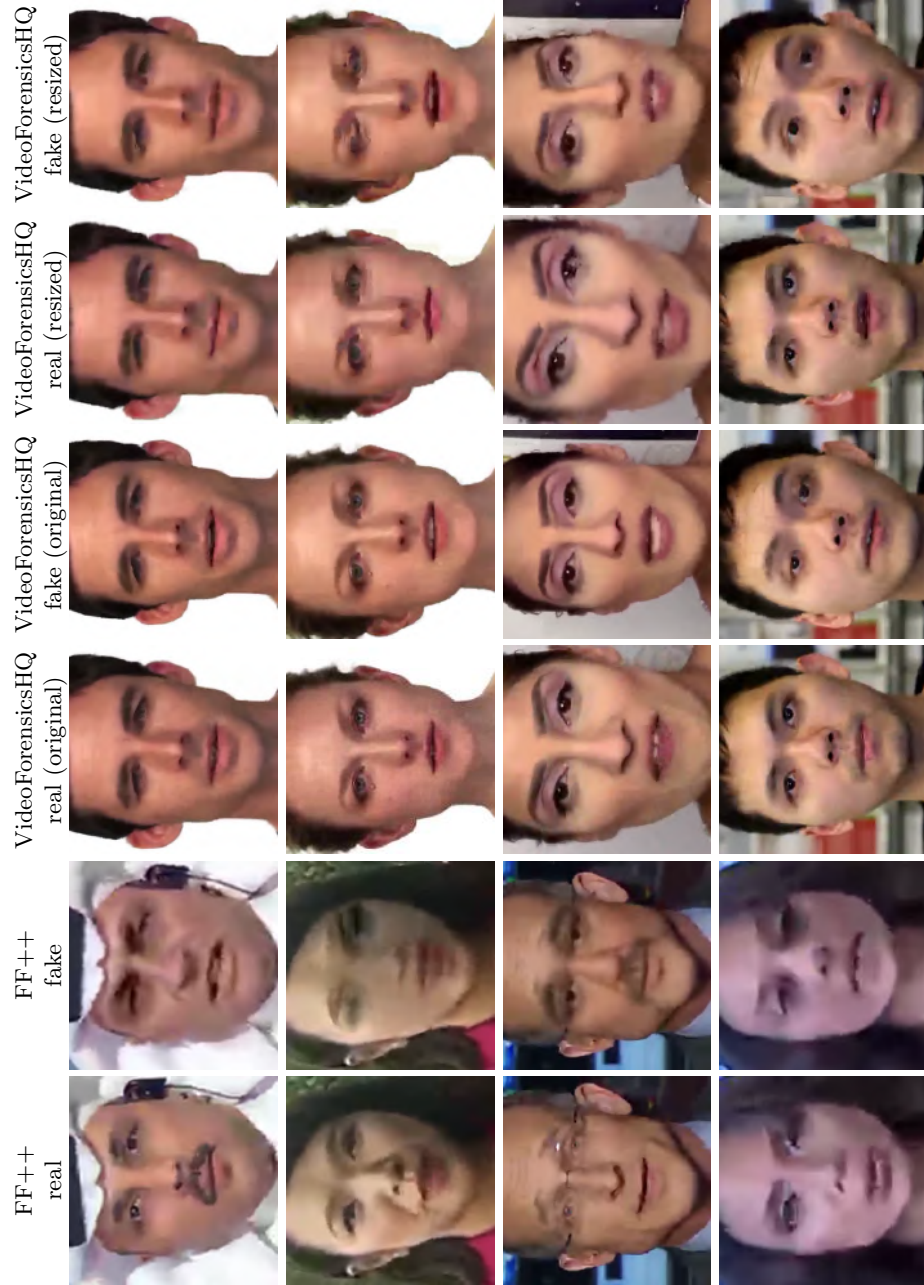 FF++
real
FF++
fake
VideoForensicsHQ
real (original)
VideoForensicsHQ
fake (original)
VideoForensicsHQ
real (resized)
VideoForensicsHQ
fake (resized)